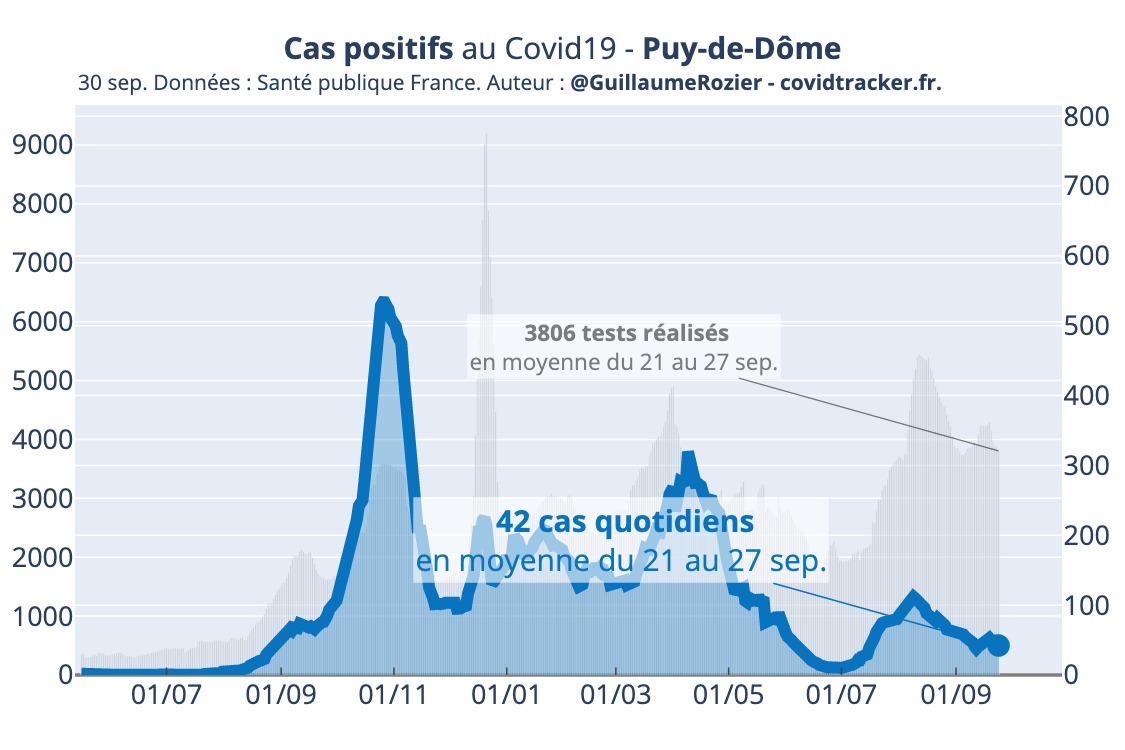 Cas positifs au Covid19 - Puy-de-Dôme
30 sep. Données : Santé publique France. Auteur : @GuillaumeRozier - covidtracker.fr.
9000
8000
7000
6000
5000
4000
3000
2000
1000
0
800
700
600
500
400
300
200
100
0
3806 tests réalisés
en moyenne du 21 au 27 sep.
42 cas quotidiens
en moyenne du 21 au 27 sep.
01/07 01/09 01/11 01/01 01/03 01/05 01/07 01/09